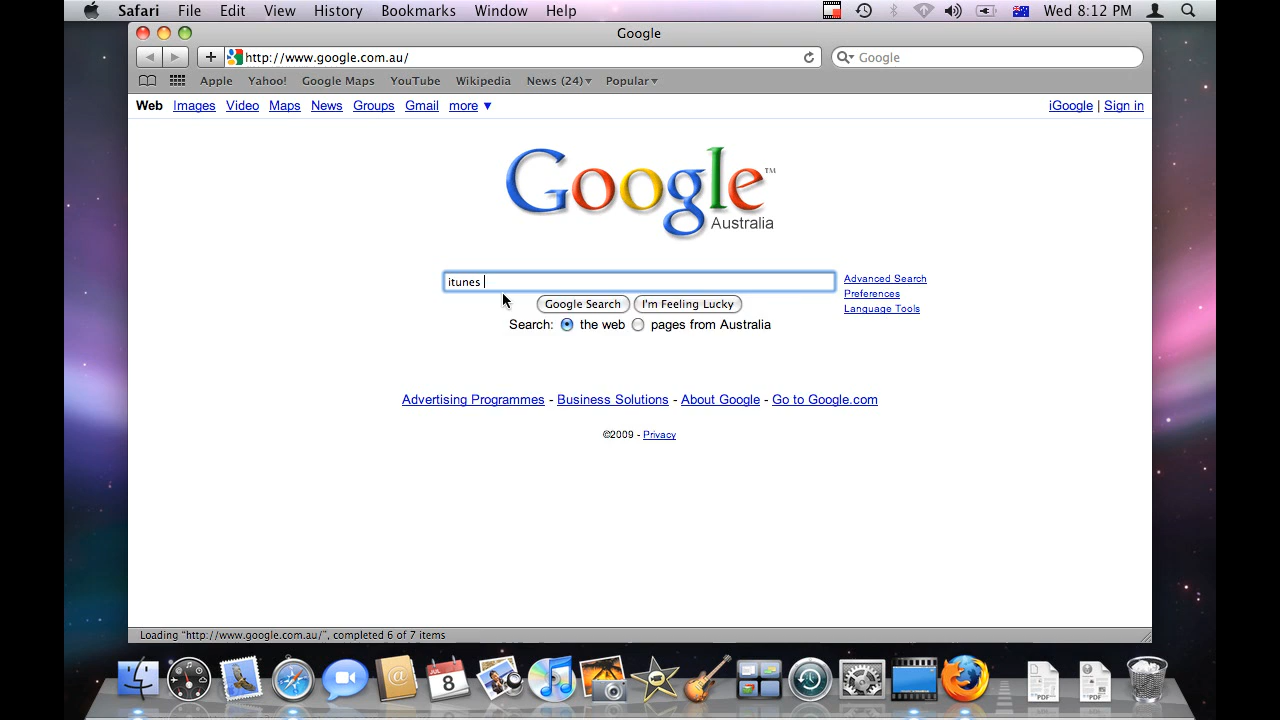 Safari File Edit View History Bookmarks Window Help Wed 8:12 PM
Google
http://www.google.com.au/ Google
Apple Yahoo! Google Maps YouTube Wikipedia News (24)▾ Popular▾
Web Images Video Maps News Groups Gmail more ▼ iGoogle | Sign in
Google™
Australia
itunes
Advanced Search
Preferences
Language Tools
Google Search I'm Feeling Lucky
Search: the web pages from Australia
Advertising Programmes - Business Solutions - About Google - Go to Google.com
©2009 - Privacy
Loading "http://www.google.com.au/", completed 6 of 7 items
JUL
8
PDF PDF